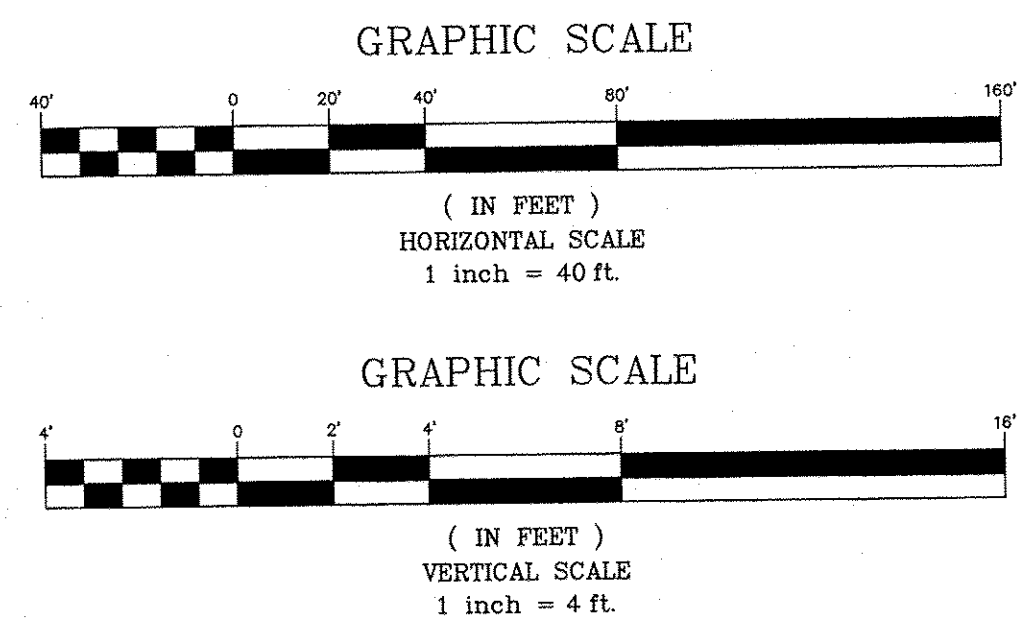 GRAPHIC SCALE
40' 0 20' 40' 80' 160'
( IN FEET )
HORIZONTAL SCALE
1 inch = 40 ft.
GRAPHIC SCALE
4' 0 2' 4' 8' 16'
( IN FEET )
VERTICAL SCALE
1 inch = 4 ft.